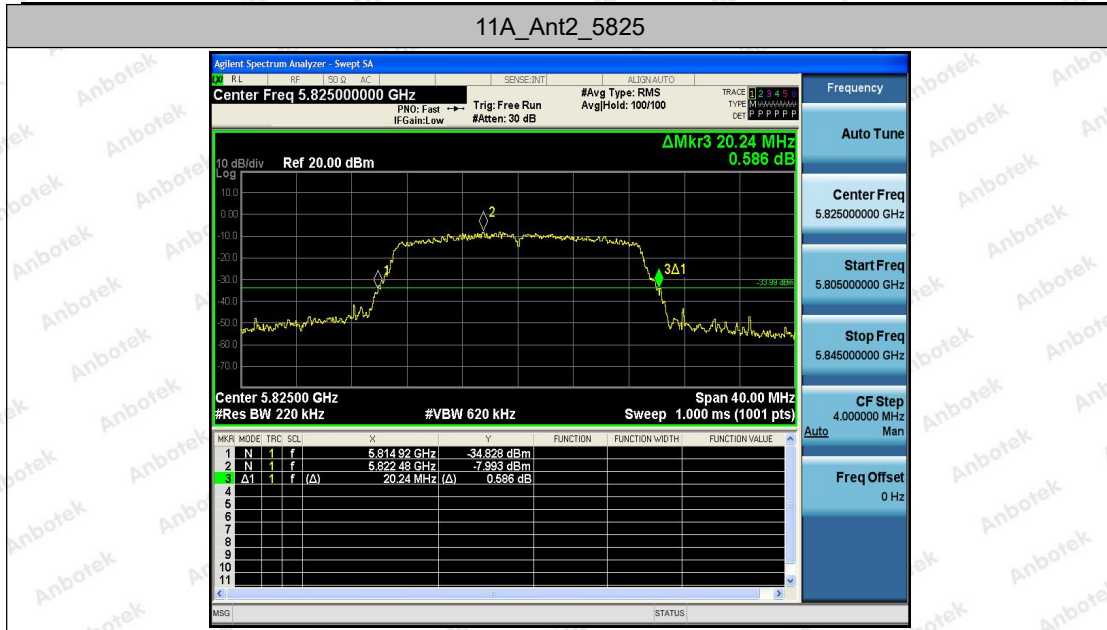 11A_Ant2_5825
Agilent Spectrum Analyzer - Swept SA
LXI RL RF 50 Ω AC SENSE:INT ALIGNAUTO
Center Freq 5.825000000 GHz
PNO: Fast
IFGain:Low
Trig: Free Run
#Atten: 30 dB
#Avg Type: RMS
Avg|Hold: 100/100
TRACE 1 2 3 4 5 6
TYPE M WWWWW
DET P P P P P P
ΔMkr3 20.24 MHz
0.586 dB
10 dB/div Ref 20.00 dBm
Log
10.0
0.00
-10.0
-20.0
-30.0
-40.0
-50.0
-60.0
-70.0
2
1
3Δ1
-33.99 dBm
Center 5.82500 GHz Span 40.00 MHz
#Res BW 220 kHz #VBW 620 kHz Sweep 1.000 ms (1001 pts)
MKR MODE TRC SCL X Y FUNCTION FUNCTION WIDTH FUNCTION VALUE
1 N 1 f 5.814 92 GHz -34.828 dBm
2 N 1 f 5.822 48 GHz -7.993 dBm
3 Δ1 1 f (Δ) 20.24 MHz (Δ) 0.586 dB
4
5
6
7
8
9
10
11
MSG STATUS
Frequency
Auto Tune
Center Freq
5.825000000 GHz
Start Freq
5.805000000 GHz
Stop Freq
5.845000000 GHz
CF Step
4.000000 MHz
Auto Man
Freq Offset
0 Hz
Anbotek